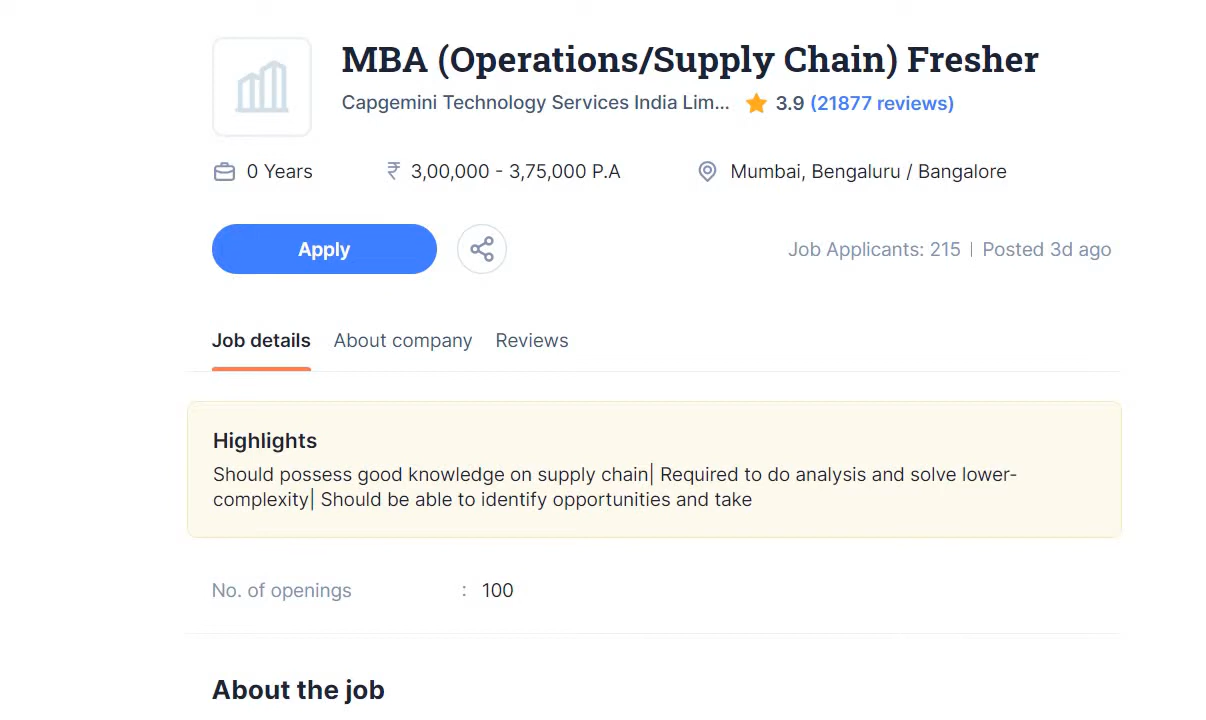 MBA (Operations/Supply Chain) Fresher
Capgemini Technology Services India Lim... 3.9 (21877 reviews)
0 Years ₹ 3,00,000 - 3,75,000 P.A Mumbai, Bengaluru / Bangalore
Apply Job Applicants: 215 | Posted 3d ago
Job details About company Reviews
Highlights
Should possess good knowledge on supply chain| Required to do analysis and solve lower-
complexity| Should be able to identify opportunities and take
No. of openings : 100
About the job